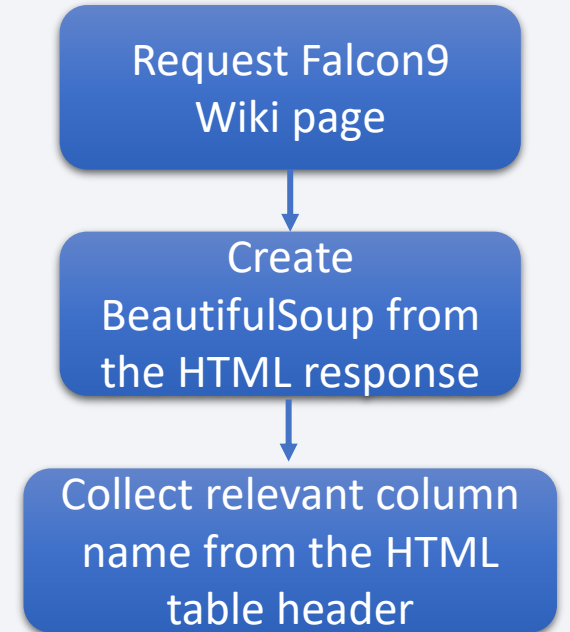 Request Falcon9
Wiki page
Create
BeautifulSoup from
the HTML response
Collect relevant column
name from the HTML
table header